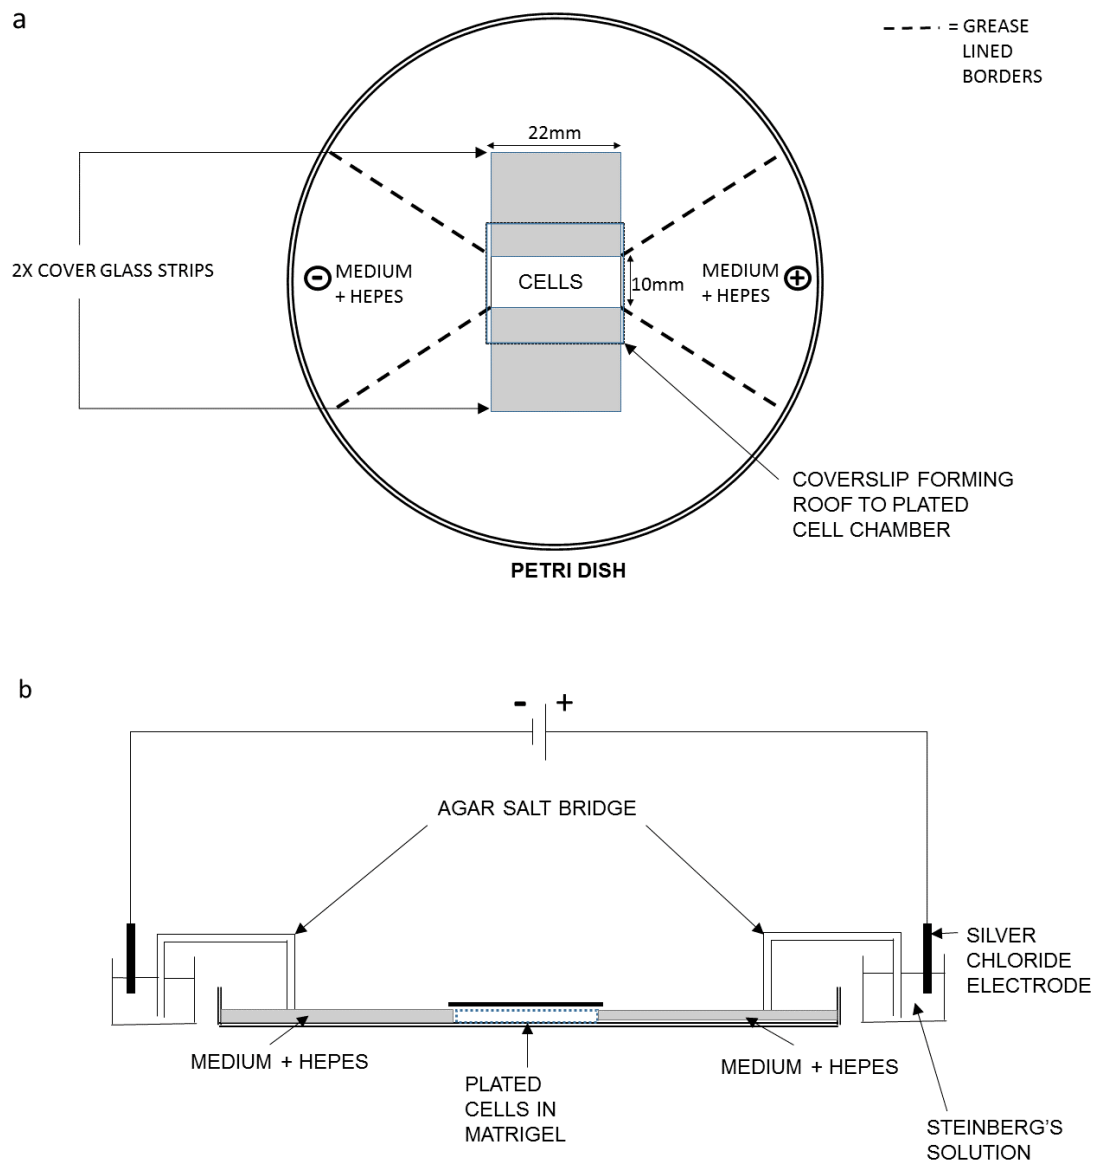 a
= GREASE
LINED
BORDERS
22mm
2X COVER GLASS STRIPS
- MEDIUM
+ HEPES
CELLS
10mm
MEDIUM +
+ HEPES
COVERSLIP FORMING
ROOF TO PLATED
CELL CHAMBER
PETRI DISH
b
- +
AGAR SALT BRIDGE
SILVER
CHLORIDE
ELECTRODE
MEDIUM + HEPES
PLATED
CELLS IN
MATRIGEL
MEDIUM + HEPES
STEINBERG'S
SOLUTION